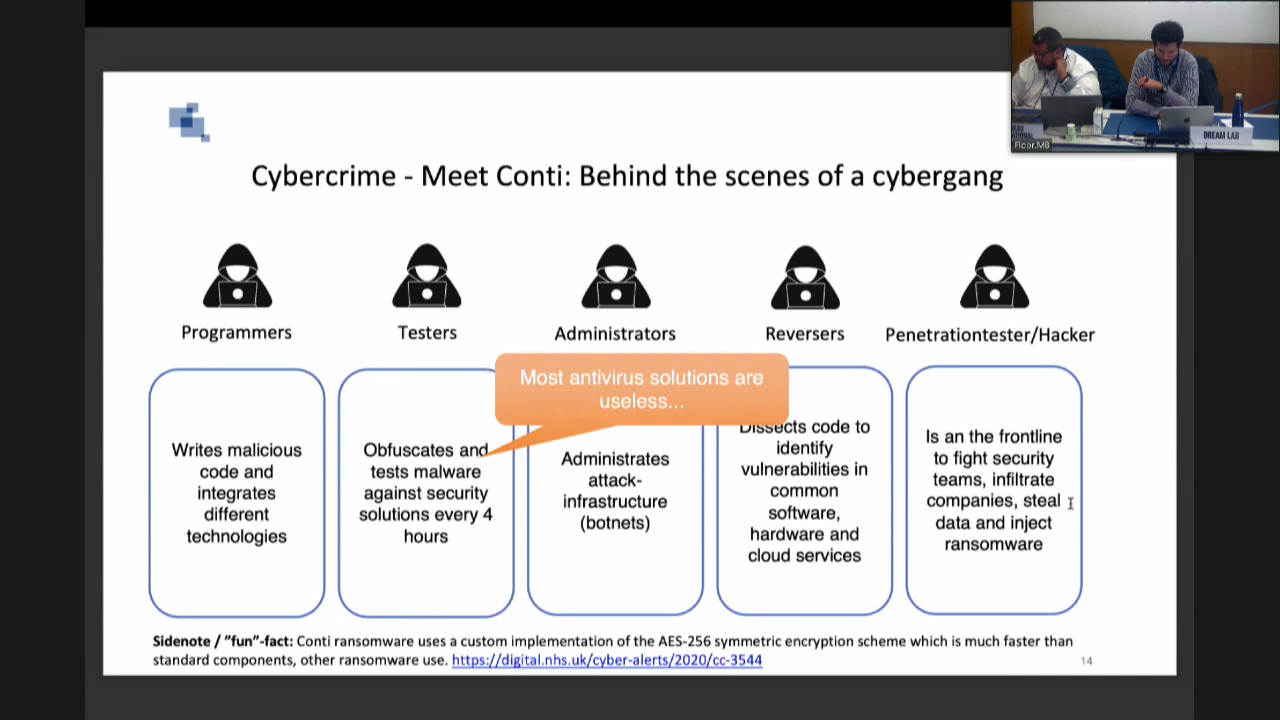 Floor.MB
DREAM LAB
Cybercrime - Meet Conti: Behind the scenes of a cybergang
Programmers
Testers
Administrators
Reversers
Penetrationtester/Hacker
Most antivirus solutions are
useless...
Writes malicious
code and
integrates
different
technologies
Obfuscates and
tests malware
against security
solutions every 4
hours
Administrates
attack-
infrastructure
(botnets)
Dissects code to
identify
vulnerabilities in
common
software,
hardware and
cloud services
Is an the frontline
to fight security
teams, infiltrate
companies, steal
data and inject
ransomware
Sidenote / "fun"-fact: Conti ransomware uses a custom implementation of the AES-256 symmetric encryption scheme which is much faster than
standard components, other ransomware use. https://digital.nhs.uk/cyber-alerts/2020/cc-3544
14